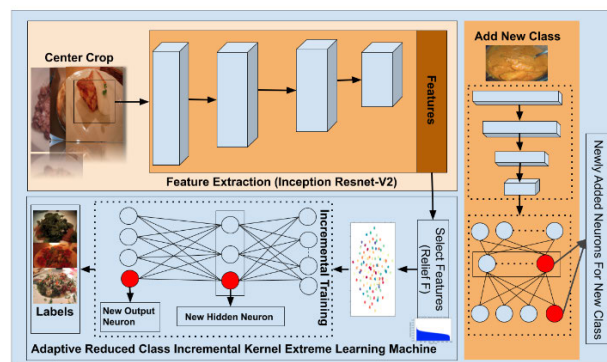 Center Crop
Features
Feature Extraction (Inception Resnet-V2)
Add New Class
Newly Added Neurons For New Class
Select Features
(Relief F)
Incremental Training
Labels
New Output
Neuron
New Hidden Neuron
Adaptive Reduced Class Incremental Kernel Extreme Learning Machine